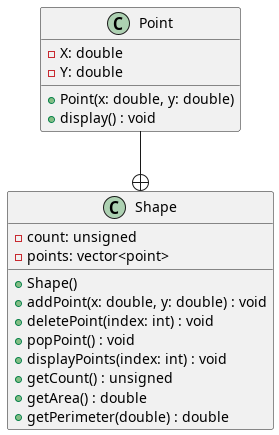 C Point
X: double
Y: double
Point(x: double, y: double)
display() : void
C Shape
count: unsigned
points: vector<point>
Shape()
addPoint(x: double, y: double) : void
deletePoint(index: int) : void
popPoint() : void
displayPoints(index: int) : void
getCount() : unsigned
getArea() : double
getPerimeter(double) : double